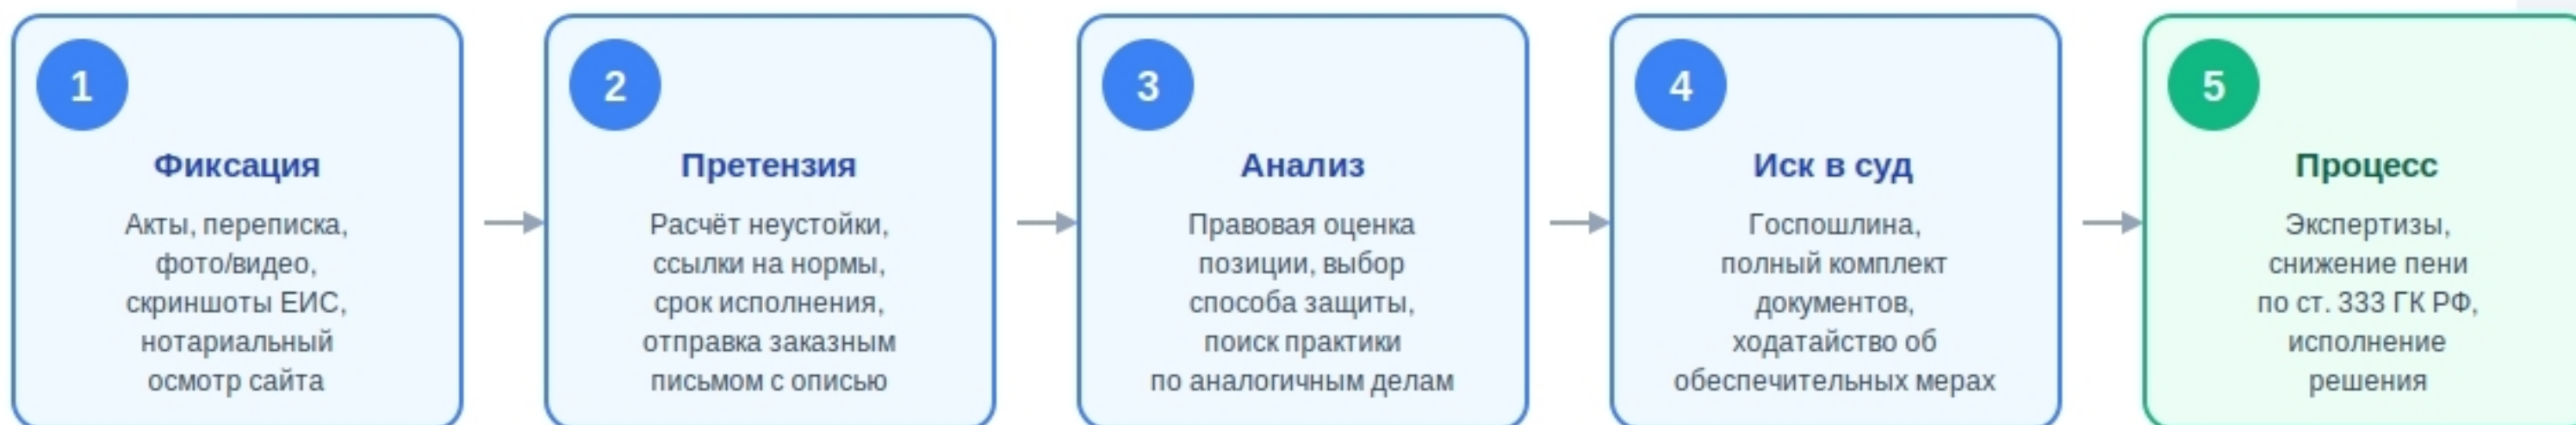 1
Фиксация
Акты, переписка,
фото/видео,
скриншоты ЕИС,
нотариальный
осмотр сайта
2
Претензия
Расчёт неустойки,
ссылки на нормы,
срок исполнения,
отправка заказным
письмом с описью
3
Анализ
Правовая оценка
позиции, выбор
способа защиты,
поиск практики
по аналогичным делам
4
Иск в суд
Госпошлина,
полный комплект
документов,
ходатайство об
обеспечительных мерах
5
Процесс
Экспертизы,
снижение пени
по ст. 333 ГК РФ,
исполнение
решения